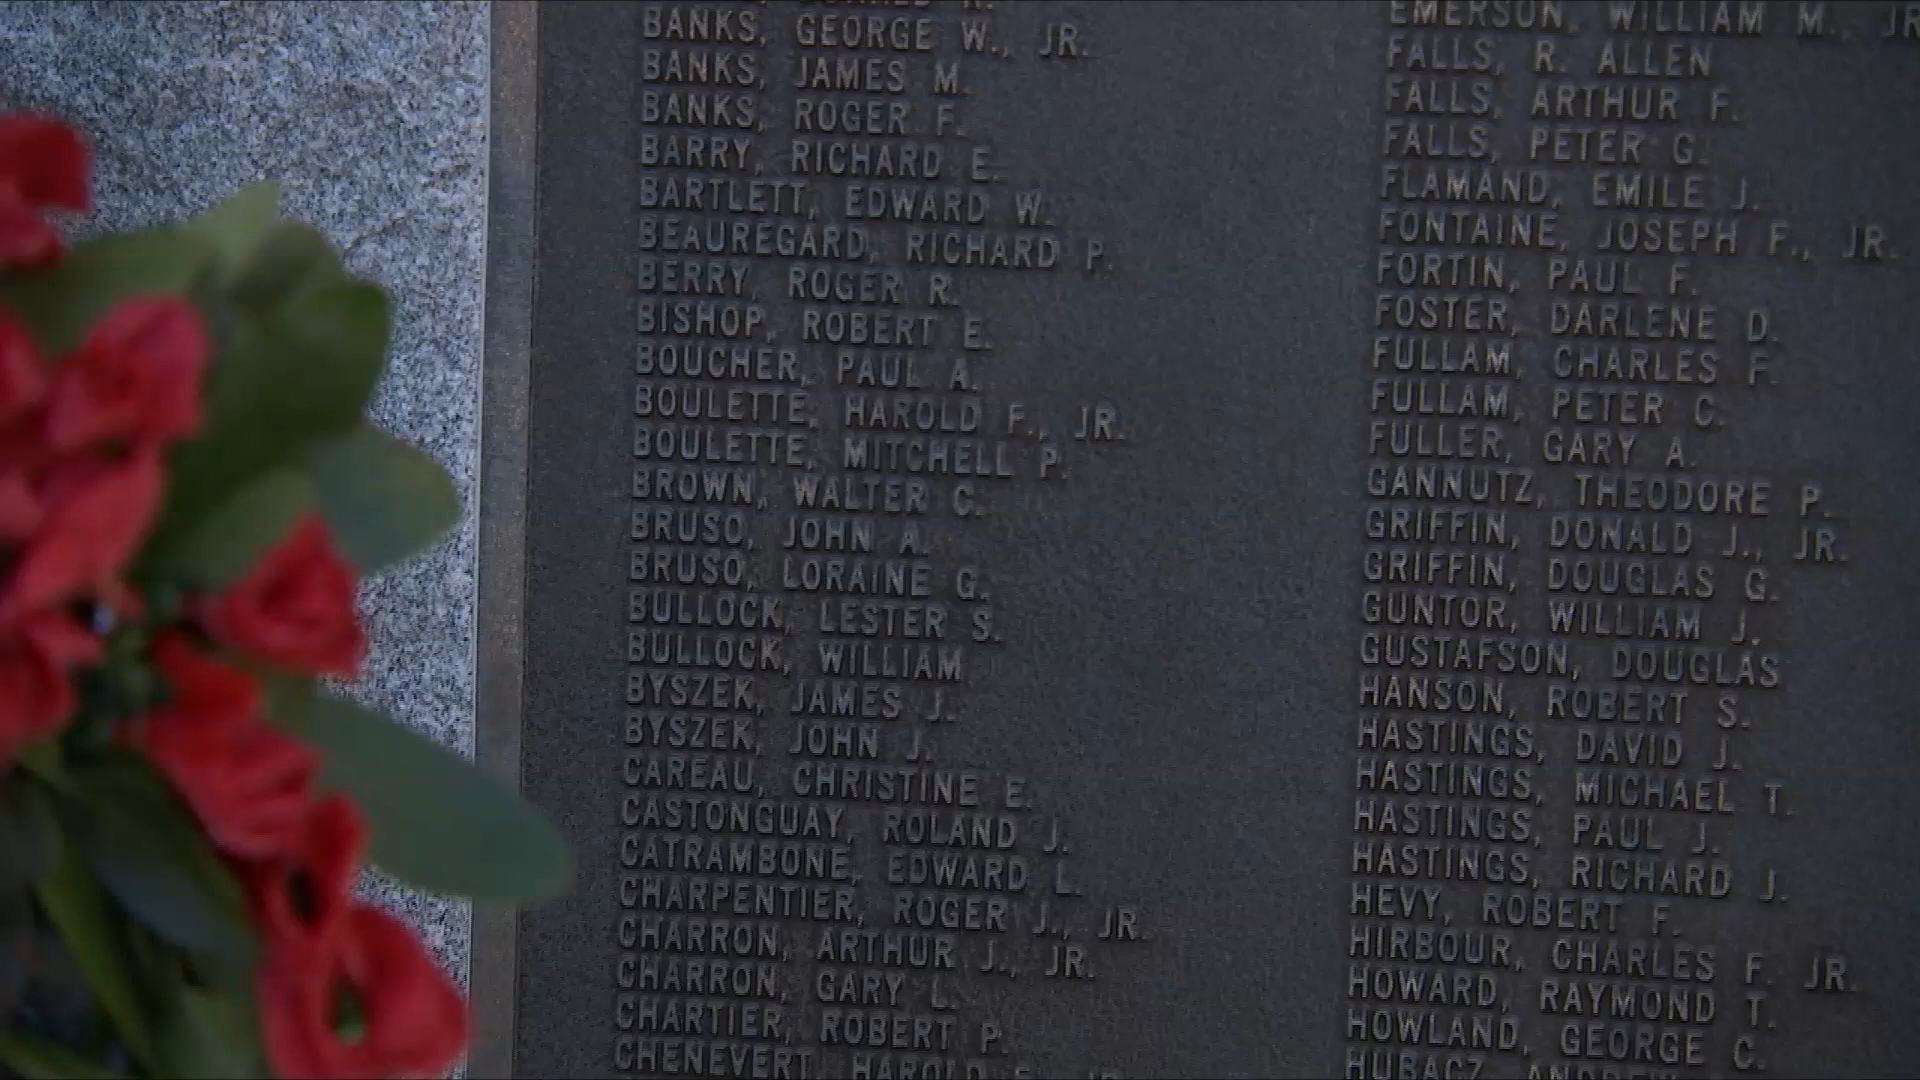 BANKS, GEORGE W., JR.
BANKS, JAMES M.
BANKS, ROGER F.
BARRY, RICHARD E.
BARTLETT, EDWARD W.
BEAUREGARD, RICHARD P.
BERRY, ROGER R.
BISHOP, ROBERT E.
BOUCHER, PAUL A.
BOULETTE, HAROLD F., JR.
BOULETTE, MITCHELL P.
BROWN, WALTER C.
BRUSO, JOHN A.
BRUSO, LORAINE G.
BULLOCK, LESTER S.
BULLOCK, WILLIAM
BYSZEK, JAMES J.
BYSZEK, JOHN J.
CAREAU, CHRISTINE E.
CASTONGUAY, ROLAND J.
CATRAMBONE, EDWARD L.
CHARPENTIER, ROGER J., JR.
CHARRON, ARTHUR J., JR.
CHARRON, GARY L.
CHARTIER, ROBERT P.
CHENEVERT, HAROLD
EMERSON, WILLIAM M., JR
FALLS, R. ALLEN
FALLS, ARTHUR F.
FALLS, PETER G.
FLAMAND, EMILE J.
FONTAINE, JOSEPH F., JR.
FORTIN, PAUL F.
FOSTER, DARLENE D.
FULLAM, CHARLES F.
FULLAM, PETER C.
FULLER, GARY A.
GANNUTZ, THEODORE P.
GRIFFIN, DONALD J., JR.
GRIFFIN, DOUGLAS G.
GUNTOR, WILLIAM J.
GUSTAFSON, DOUGLAS
HANSON, ROBERT S.
HASTINGS, DAVID J.
HASTINGS, MICHAEL T.
HASTINGS, PAUL J.
HASTINGS, RICHARD J.
HEVY, ROBERT F.
HIRBOUR, CHARLES F. JR.
HOWARD, RAYMOND T.
HOWLAND, GEORGE C.
HUBACZ,